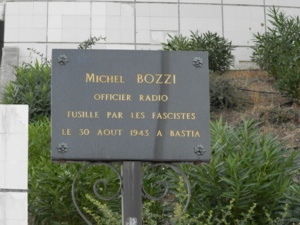 MICHEL BOZZI
OFFICIER RADIO
FUSILLE PAR LES FASCISTES
LE 30 AOUT 1943 A BASTIA